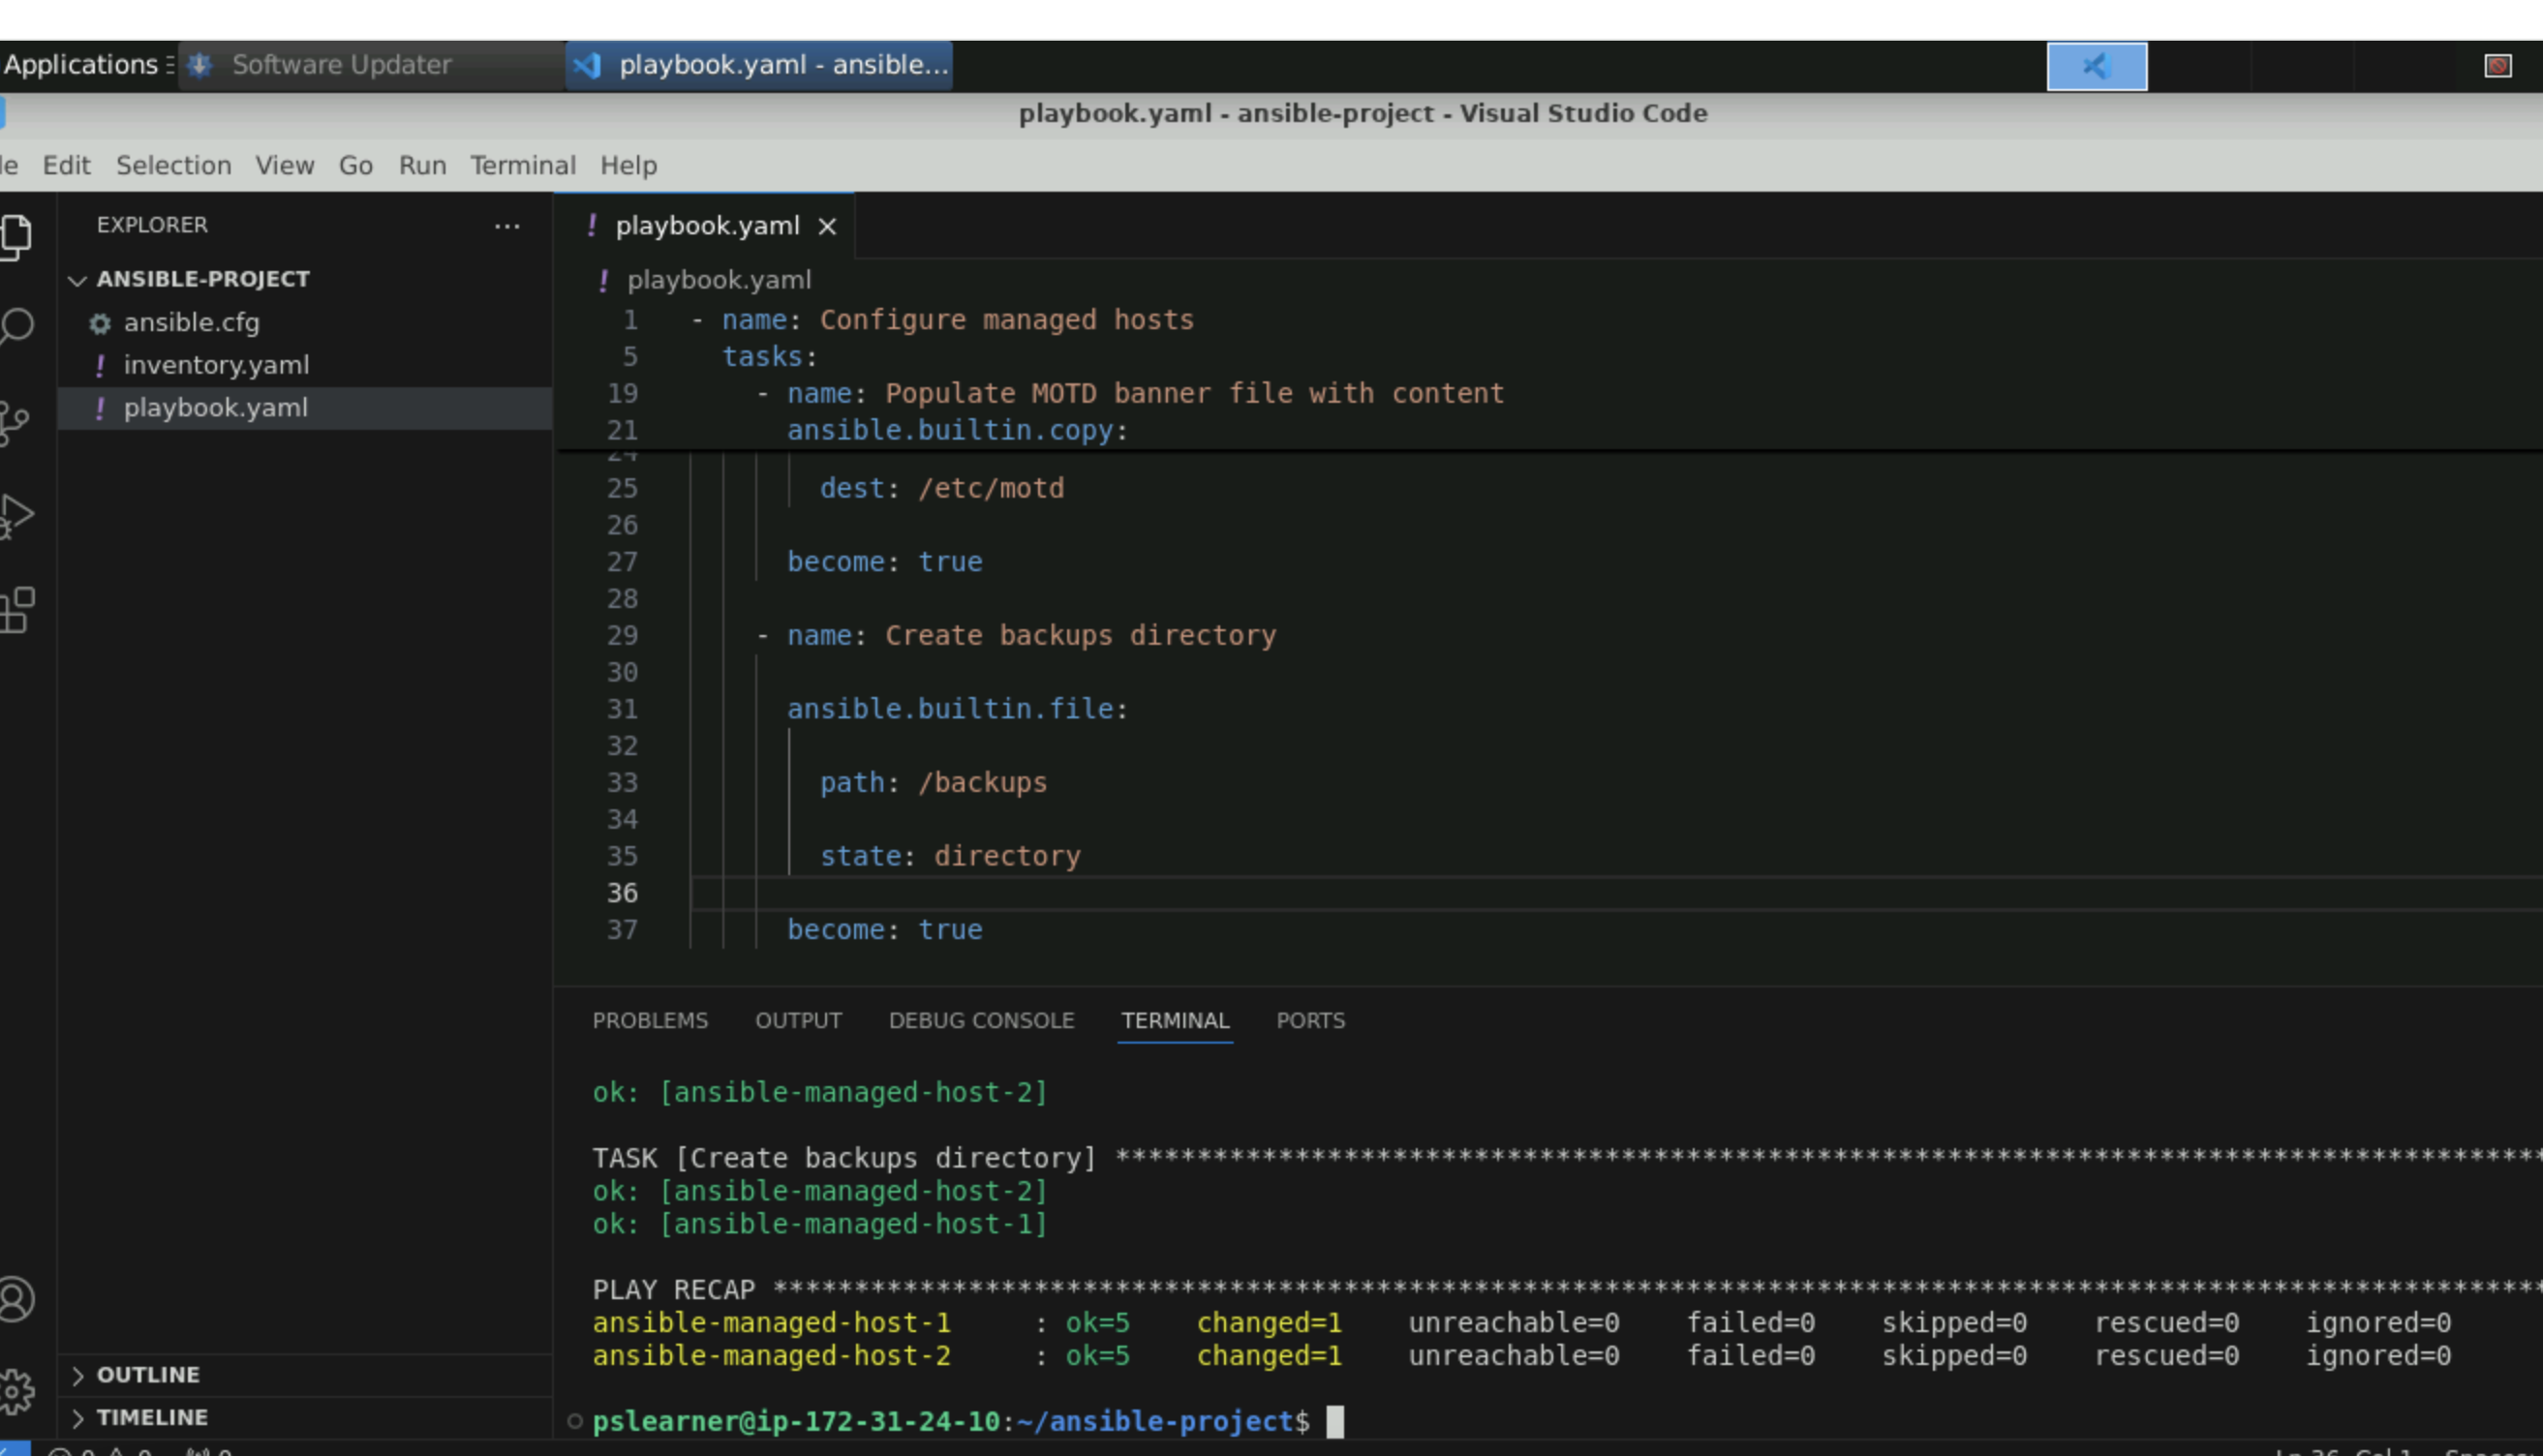 Applications Software Updater playbook.yaml - ansible...
playbook.yaml - ansible-project - Visual Studio Code
Edit Selection View Go Run Terminal Help
EXPLORER ...
ANSIBLE-PROJECT
ansible.cfg
! inventory.yaml
! playbook.yaml
OUTLINE
TIMELINE
! playbook.yaml ×
! playbook.yaml
1 - name: Configure managed hosts
5 tasks:
19 - name: Populate MOTD banner file with content
21 ansible.builtin.copy:
24
25 dest: /etc/motd
26
27 become: true
28
29 - name: Create backups directory
30
31 ansible.builtin.file:
32
33 path: /backups
34
35 state: directory
36
37 become: true
PROBLEMS OUTPUT DEBUG CONSOLE TERMINAL PORTS
ok: [ansible-managed-host-2]
TASK [Create backups directory] ****************************************************************************************
ok: [ansible-managed-host-2]
ok: [ansible-managed-host-1]
PLAY RECAP *************************************************************************************************************
ansible-managed-host-1 : ok=5 changed=1 unreachable=0 failed=0 skipped=0 rescued=0 ignored=0
ansible-managed-host-2 : ok=5 changed=1 unreachable=0 failed=0 skipped=0 rescued=0 ignored=0
pslearner@ip-172-31-24-10:~/ansible-project$